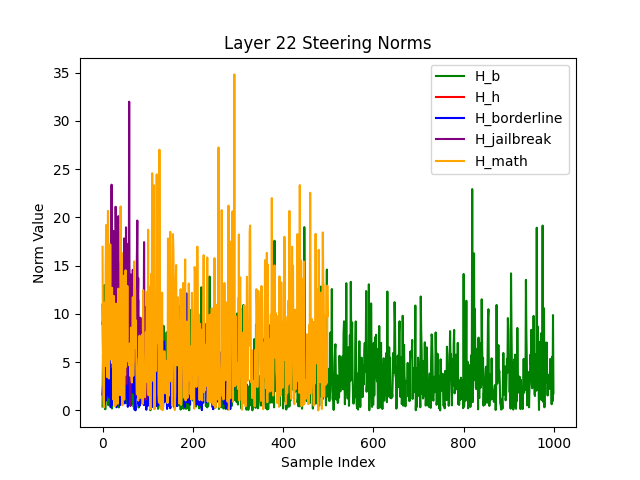 Layer 22 Steering Norms
H_b
H_h
H_borderline
H_jailbreak
H_math
Norm Value
35
30
25
20
15
10
5
0
0 200 400 600 800 1000
Sample Index